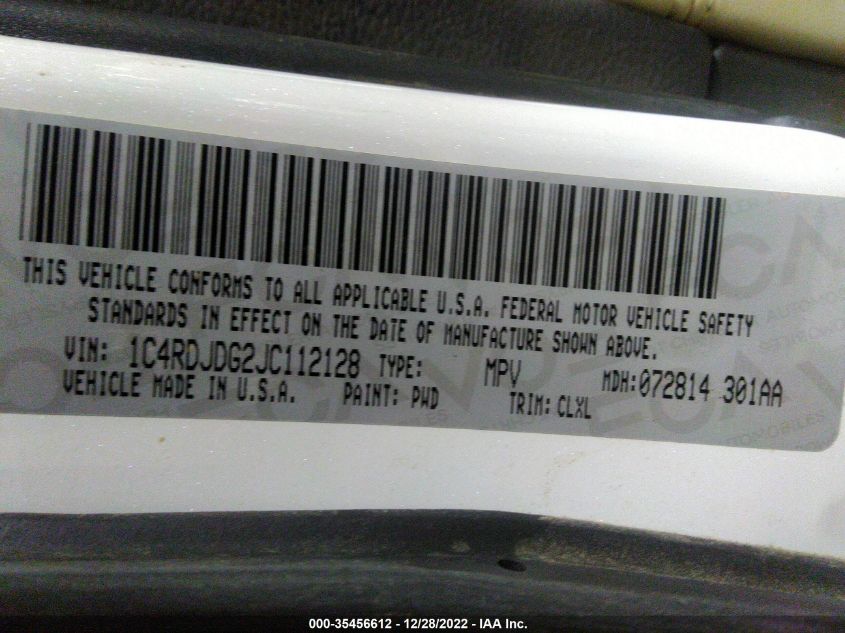 THIS VEHICLE CONFORMS TO ALL APPLICABLE U.S.A. FEDERAL MOTOR VEHICLE SAFETY
STANDARDS IN EFFECT ON THE DATE OF MANUFACTURE SHOWN ABOVE.
VIN: 1C4RDJDG2JC112128 TYPE: MPV MDH:072814 301AA
VEHICLE MADE IN U.S.A. PAINT: PWD TRIM: CLXL
000-35456612 - 12/28/2022 - IAA Inc.